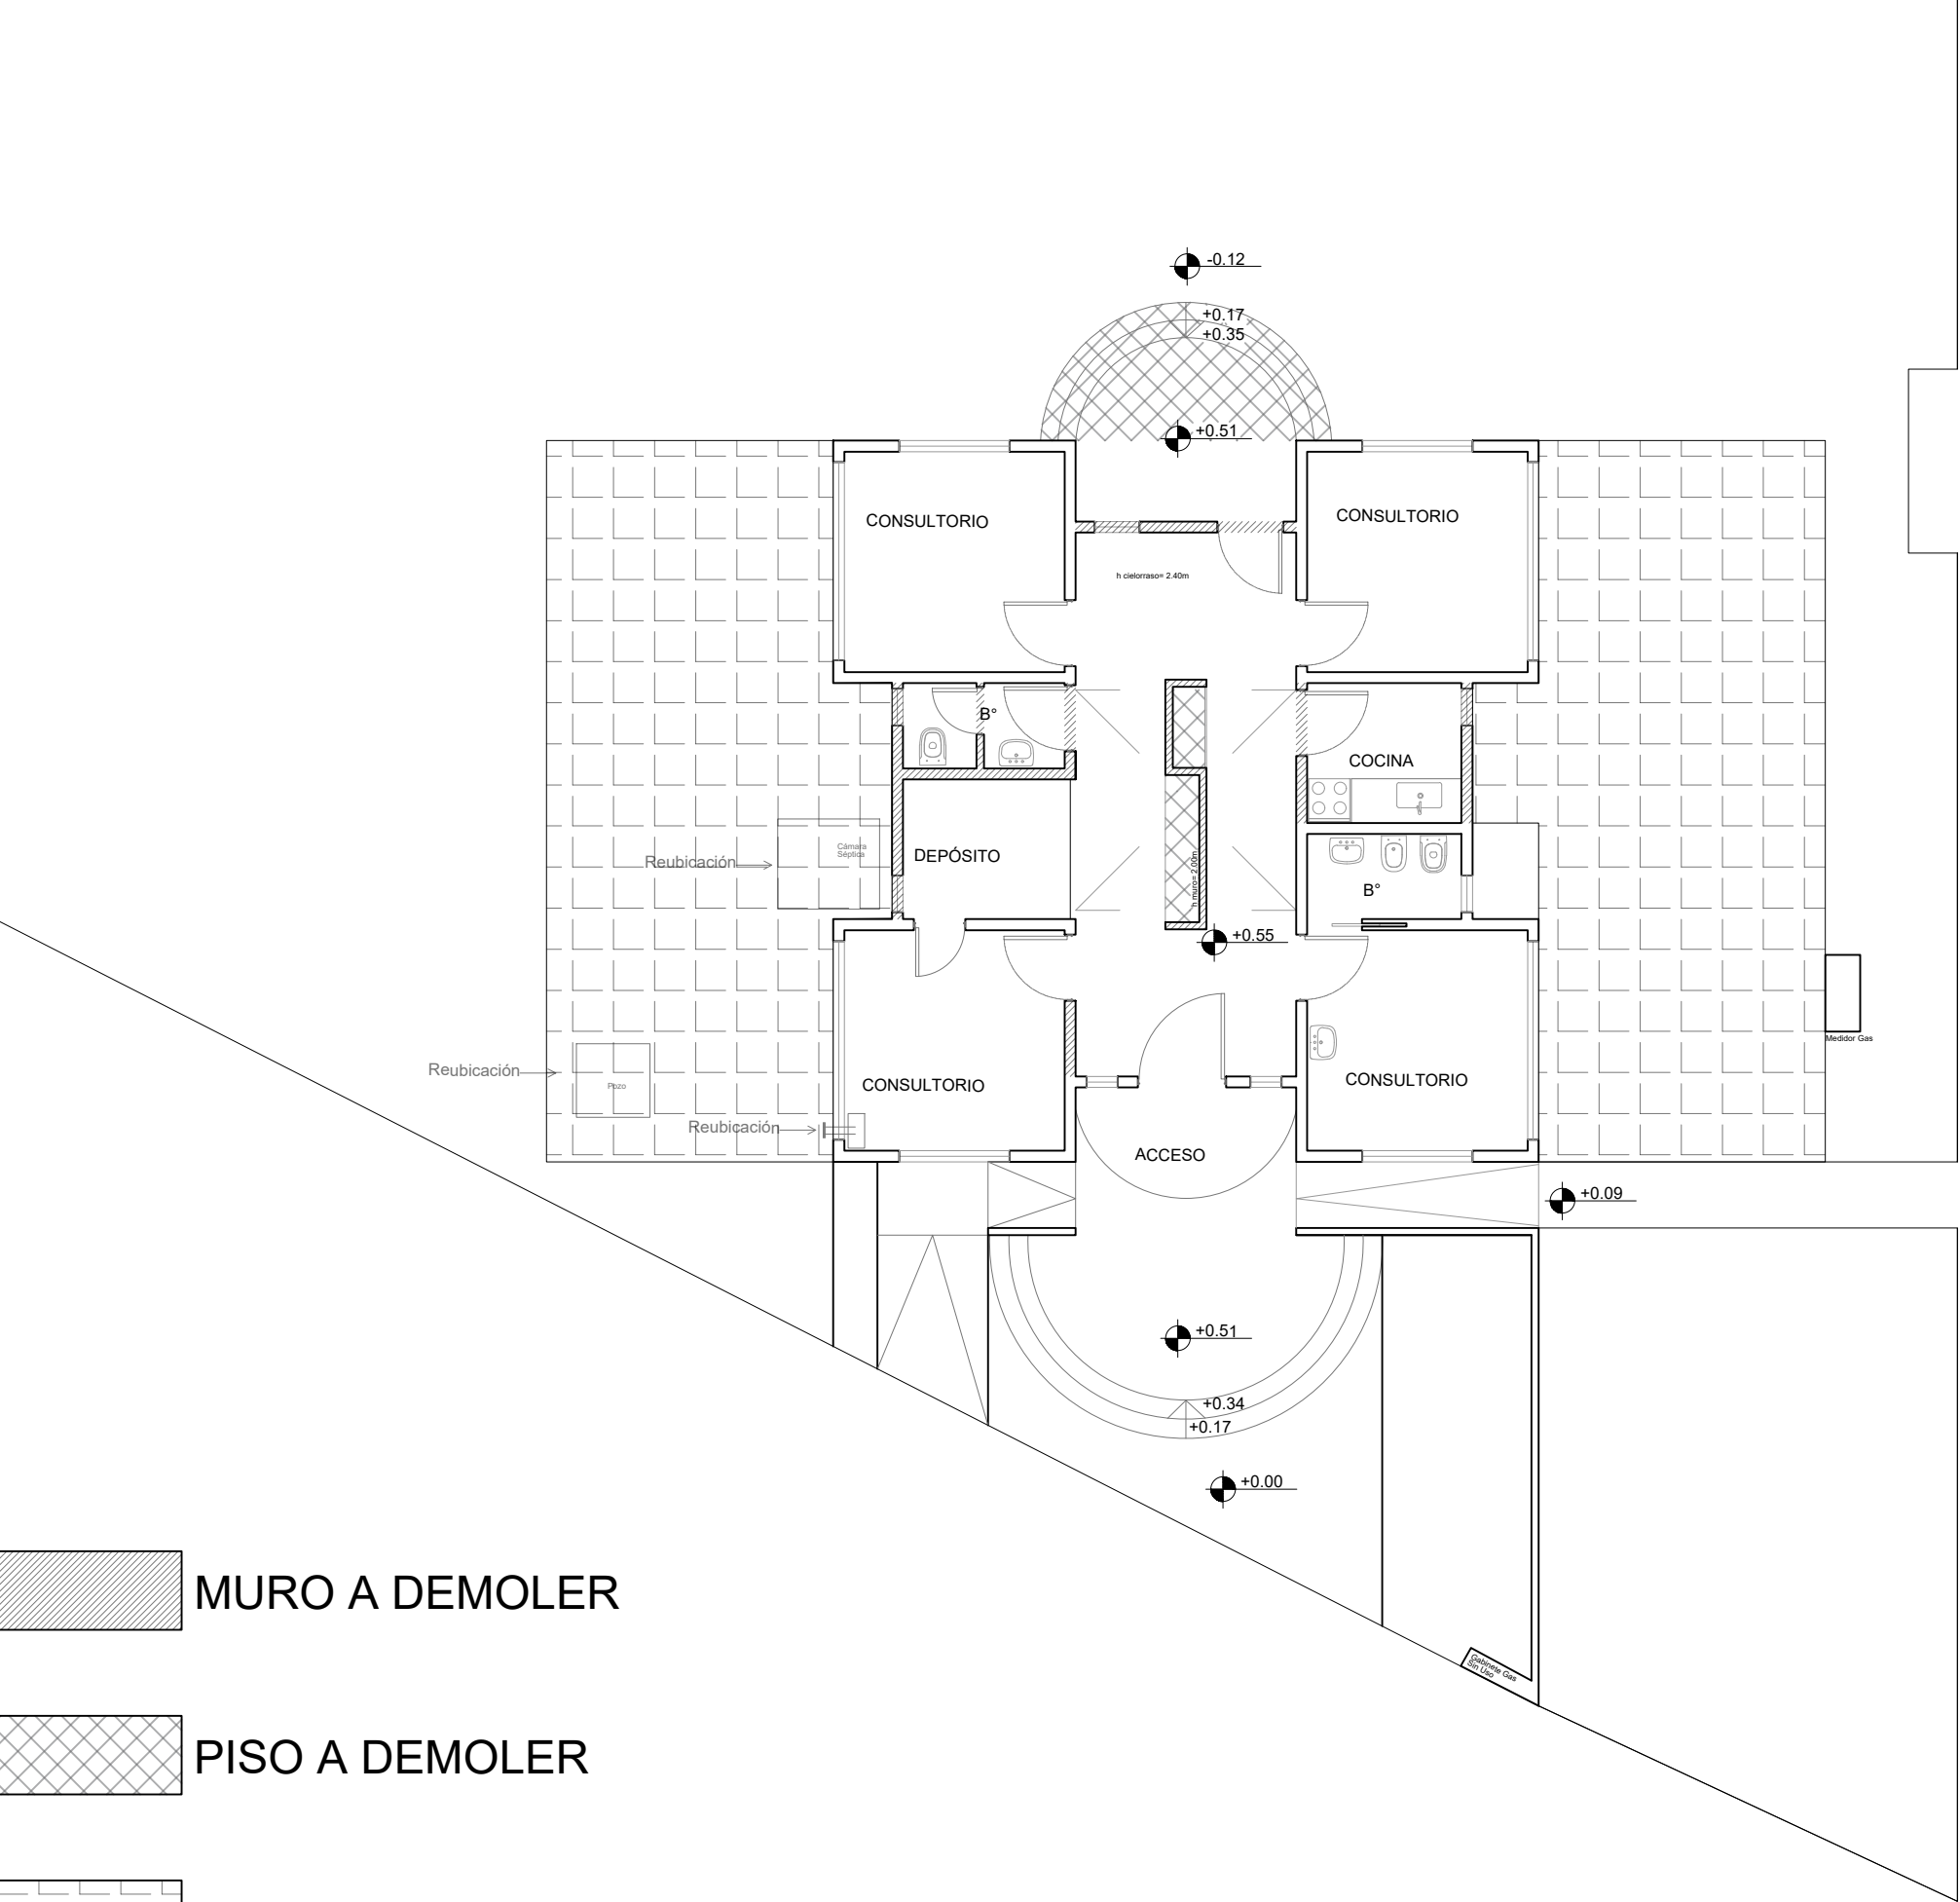 -0.12
+0.17
+0.35
+0.51
CONSULTORIO
CONSULTORIO
h cielorraso= 2.40m
B°
COCINA
Cámara
Séptica
Reubicación
DEPÓSITO
h muro= 2.00m
B°
+0.55
Medidor Gas
Reubicación
Pozo
CONSULTORIO
CONSULTORIO
Reubicación
ACCESO
+0.09
+0.51
+0.34
+0.17
+0.00
MURO A DEMOLER
Gabinete Gas
Sin Uso
PISO A DEMOLER